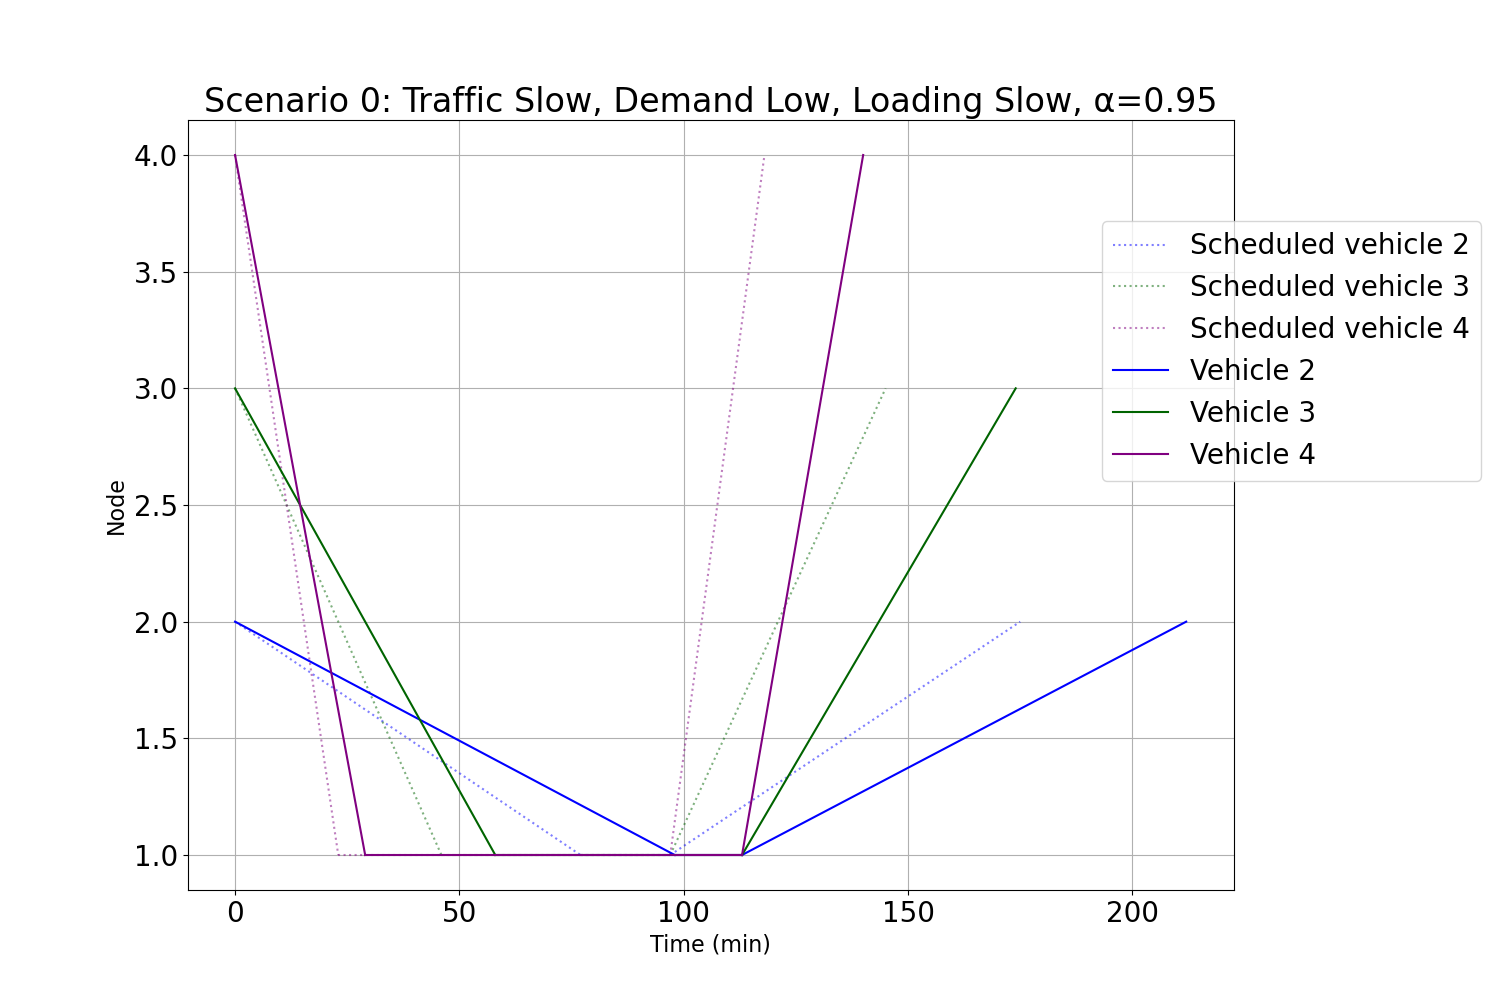 Scenario 0: Traffic Slow, Demand Low, Loading Slow, α=0.95
4.0
3.5
3.0
2.5
2.0
1.5
1.0
Node
0 50 100 150 200
Time (min)
Scheduled vehicle 2
Scheduled vehicle 3
Scheduled vehicle 4
Vehicle 2
Vehicle 3
Vehicle 4